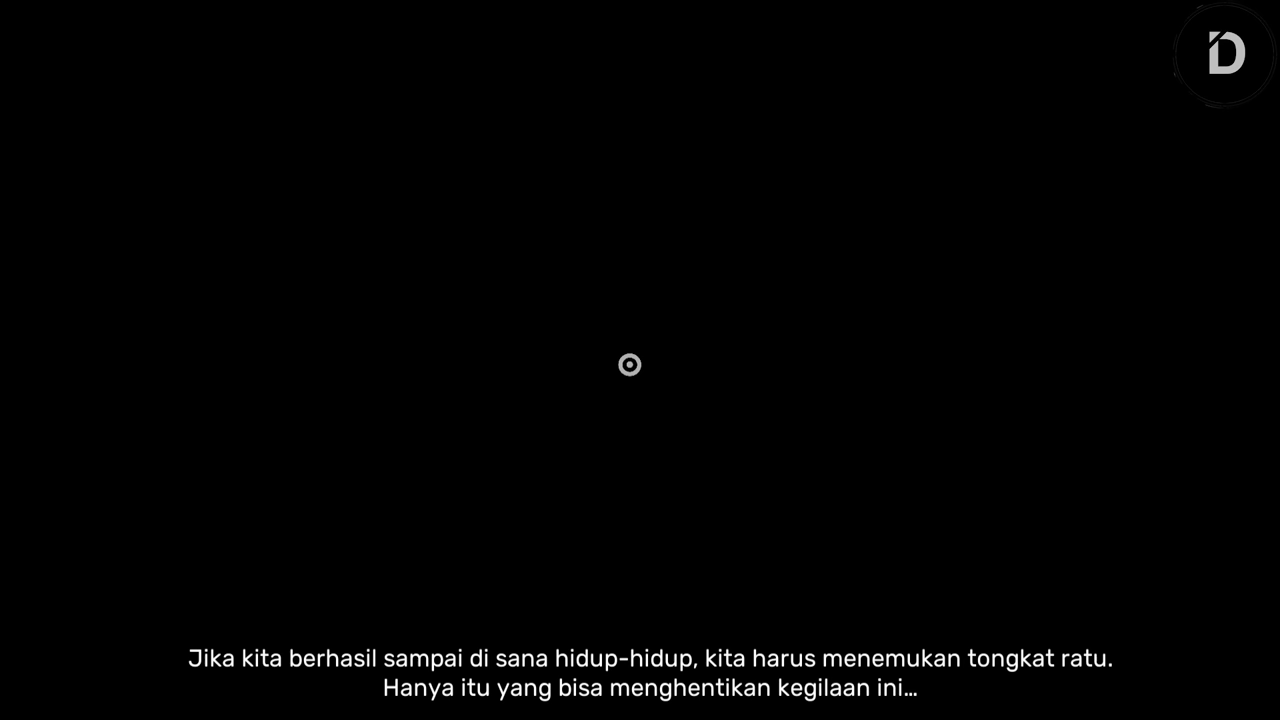 D
Jika kita berhasil sampai di sana hidup-hidup, kita harus menemukan tongkat ratu.
Hanya itu yang bisa menghentikan kegilaan ini...